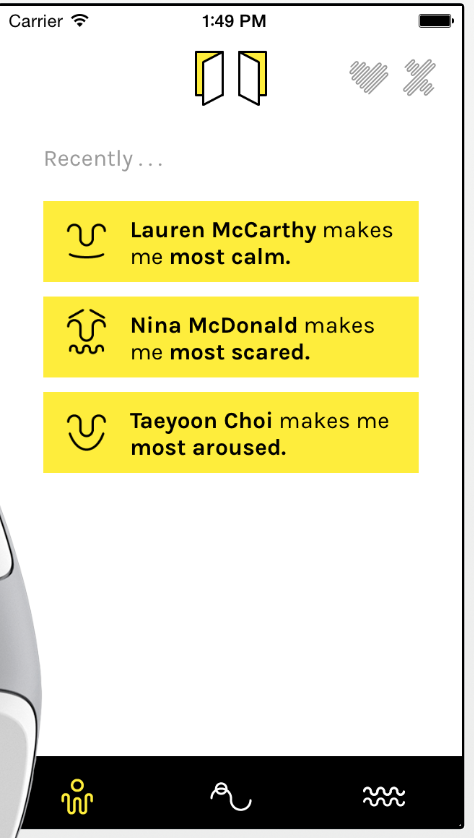 Carrier 1:49 PM
Recently . . .
Lauren McCarthy makes
me most calm.
Nina McDonald makes
me most scared.
Taeyoon Choi makes me
most aroused.